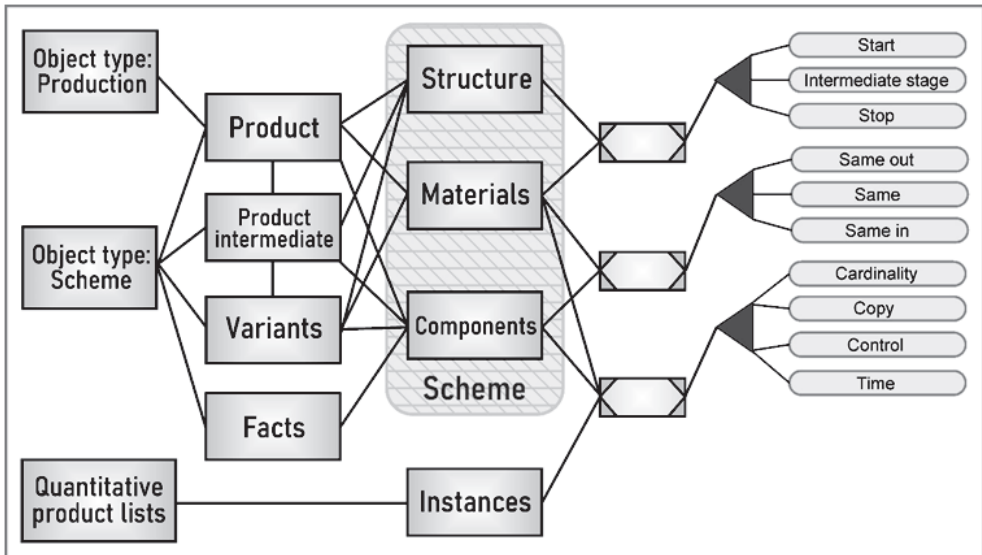 Object type:
Production
Object type:
Scheme
Quantitative
product lists
Product
Product
intermediate
Variants
Facts
Structure
Materials
Components
Scheme
Instances
Start
Intermediate stage
Stop
Same out
Same
Same in
Cardinality
Copy
Control
Time